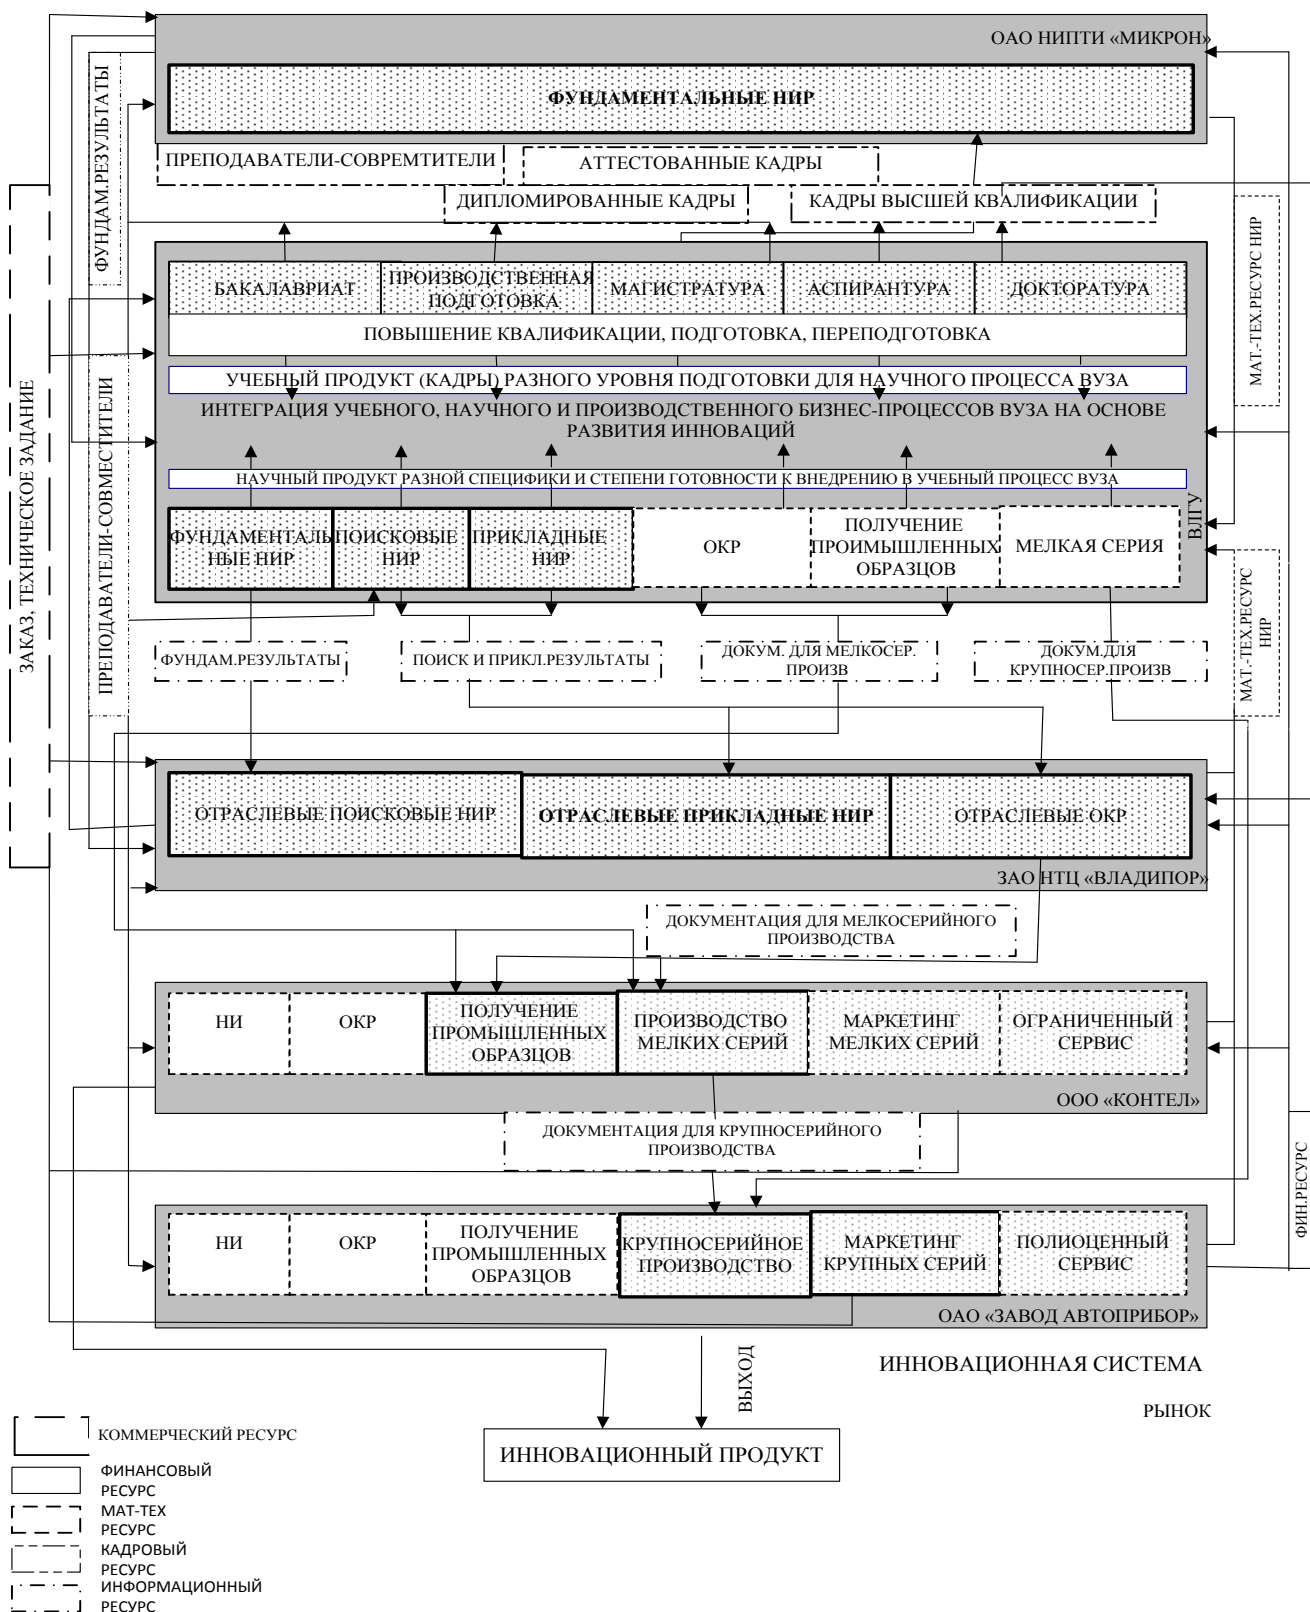 ОАО НИПТИ «МИКРОН»
ФУНДАМЕНТАЛЬНЫЕ НИР
ПРЕПОДАВАТЕЛИ-СОВРЕМТИТЕЛИ
АТТЕСТОВАННЫЕ КАДРЫ
ДИПЛОМИРОВАННЫЕ КАДРЫ
КАДРЫ ВЫСШЕЙ КВАЛИФИКАЦИИ
ФУНДАМ.РЕЗУЛЬТАТЫ
МАТ.-ТЕХ.РЕСУРС НИР
БАКАЛАВРИАТ
ПРОИЗВОДСТВЕННАЯ
ПОДГОТОВКА
МАГИСТРАТУРА
АСПИРАНТУРА
ДОКТОРАТУРА
ПОВЫШЕНИЕ КВАЛИФИКАЦИИ, ПОДГОТОВКА, ПЕРЕПОДГОТОВКА
УЧЕБНЫЙ ПРОДУКТ (КАДРЫ) РАЗНОГО УРОВНЯ ПОДГОТОВКИ ДЛЯ НАУЧНОГО ПРОЦЕССА ВУЗА
ИНТЕГРАЦИЯ УЧЕБНОГО, НАУЧНОГО И ПРОИЗВОДСТВЕННОГО БИЗНЕС-ПРОЦЕССОВ ВУЗА НА ОСНОВЕ
РАЗВИТИЯ ИННОВАЦИЙ
НАУЧНЫЙ ПРОДУКТ РАЗНОЙ СПЕЦИФИКИ И СТЕПЕНИ ГОТОВНОСТИ К ВНЕДРЕНИЮ В УЧЕБНЫЙ ПРОЦЕСС ВУЗА
ЗАКАЗ, ТЕХНИЧЕСКОЕ ЗАДАНИЕ
ПРЕПОДАВАТЕЛИ-СОВМЕСТИТЕЛИ
ВЛГУ
ФУНДАМЕНТАЛЬ
НЫЕ НИР
ПОИСКОВЫЕ
НИР
ПРИКЛАДНЫЕ
НИР
ОКР
ПОЛУЧЕНИЕ
ПРОИМЫШЛЕННЫХ
ОБРАЗЦОВ
МЕЛКАЯ СЕРИЯ
МАТ.-ТЕХ.РЕСУРС
НИР
ФУНДАМ.РЕЗУЛЬТАТЫ
ПОИСК И ПРИКЛ.РЕЗУЛЬТАТЫ
ДОКУМ. ДЛЯ МЕЛКОСЕР.
ПРОИЗВ
ДОКУМ.ДЛЯ
КРУПНОСЕР.ПРОИЗВ
ОТРАСЛЕВЫЕ ПОИСКОВЫЕ НИР
ОТРАСЛЕВЫЕ ПРИКЛАДНЫЕ НИР
ОТРАСЛЕВЫЕ ОКР
ЗАО НТЦ «ВЛАДИПОР»
ДОКУМЕНТАЦИЯ ДЛЯ МЕЛКОСЕРИЙНОГО
ПРОИЗВОДСТВА
НИ
ОКР
ПОЛУЧЕНИЕ
ПРОМЫШЛЕННЫХ
ОБРАЗЦОВ
ПРОИЗВОДСТВО
МЕЛКИХ СЕРИЙ
МАРКЕТИНГ
МЕЛКИХ СЕРИЙ
ОГРАНИЧЕННЫЙ
СЕРВИС
ООО «КОНТЕЛ»
ДОКУМЕНТАЦИЯ ДЛЯ КРУПНОСЕРИЙНОГО
ПРОИЗВОДСТВА
ФИН.РЕСУРС
НИ
ОКР
ПОЛУЧЕНИЕ
ПРОМЫШЛЕННЫХ
ОБРАЗЦОВ
КРУПНОСЕРИЙНОЕ
ПРОИЗВОДСТВО
МАРКЕТИНГ
КРУПНЫХ СЕРИЙ
ПОЛИОЦЕННЫЙ
СЕРВИС
ОАО «ЗАВОД АВТОПРИБОР»
ВЫХОД
ИННОВАЦИОННАЯ СИСТЕМА
РЫНОК
ИННОВАЦИОННЫЙ ПРОДУКТ
КОММЕРЧЕСКИЙ РЕСУРС
ФИНАНСОВЫЙ
РЕСУРС
МАТ-ТЕХ
РЕСУРС
КАДРОВЫЙ
РЕСУРС
ИНФОРМАЦИОННЫЙ
РЕСУРС